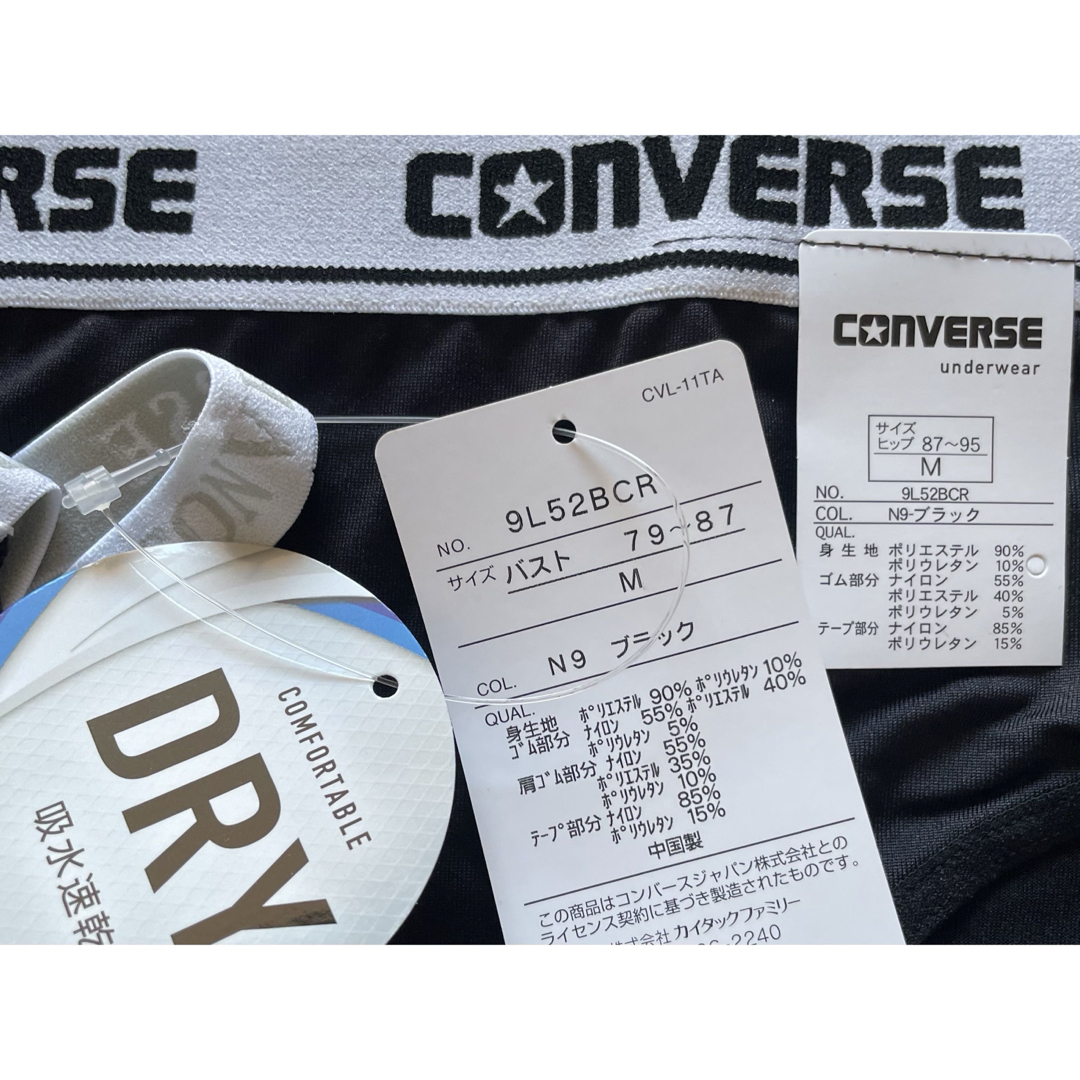 RSE
CONVERSE
CONVERSE
underwear
サイズ
ヒップ 87〜95
M
NO. 9L52BCR
COL. N9-ブラック
QUAL.
身生地 ポリエステル 90%
ポリウレタン 10%
ゴム部分 ナイロン 55%
ポリエステル 40%
ポリウレタン 5%
テープ部分 ナイロン 85%
ポリウレタン 15%
CVL-11TA
NO. 9L52BCR
サイズ バスト 79~87
M
COL. N9 ブラック
QUAL.
身生地 ポリエステル 90% ポリウレタン 10%
ゴム部分 ナイロン 55% ポリエステル 40%
ポリウレタン 5%
肩ゴム部分 ナイロン 55%
ポリエステル 35%
ポリウレタン 10%
テープ部分 ナイロン 85%
ポリウレタン 15%
中国製
この商品はコンバースジャパン株式会社との
ライセンス契約に基づき製造されたものです。
株式会社 カイタックファミリー
2240
COMFORTABLE
DRY
吸水速乾